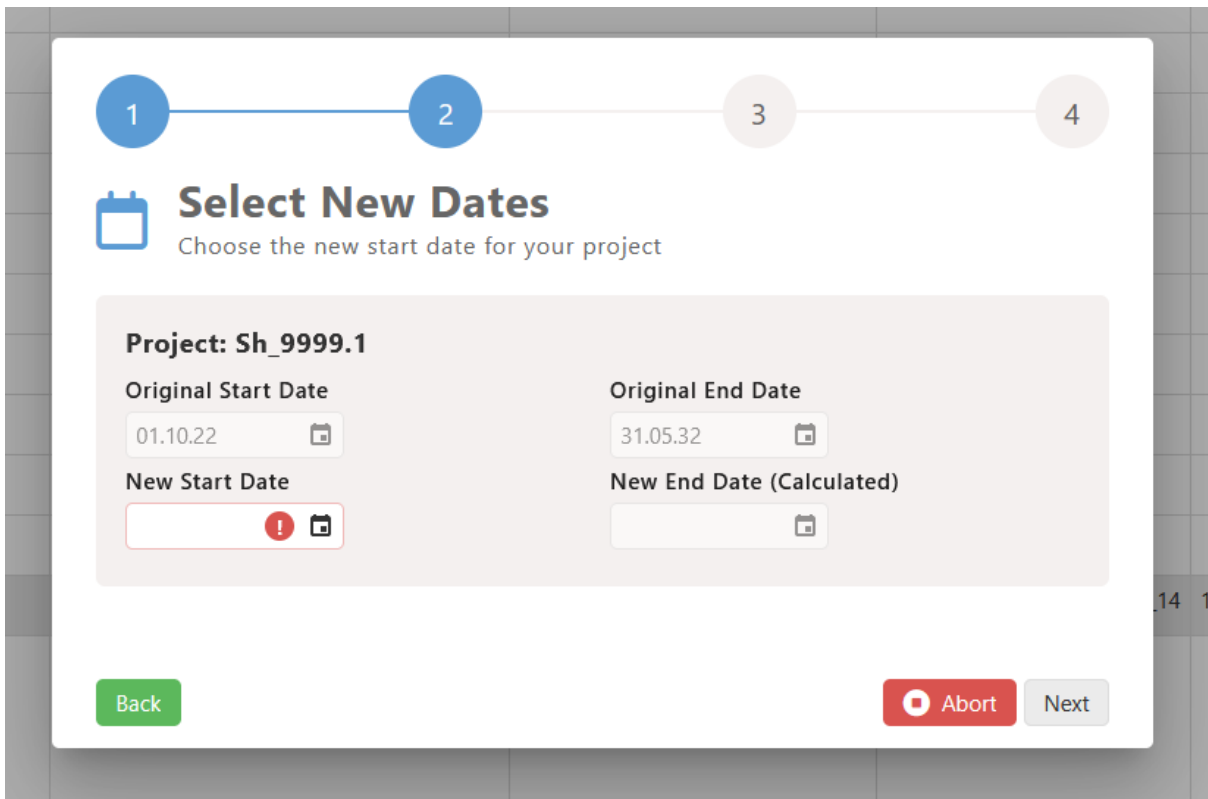 1 2 3 4
Select New Dates
Choose the new start date for your project
Project: Sh_9999.1
Original Start Date Original End Date
01.10.22 31.05.32
New Start Date New End Date (Calculated)
!
_14 1
Back Abort Next